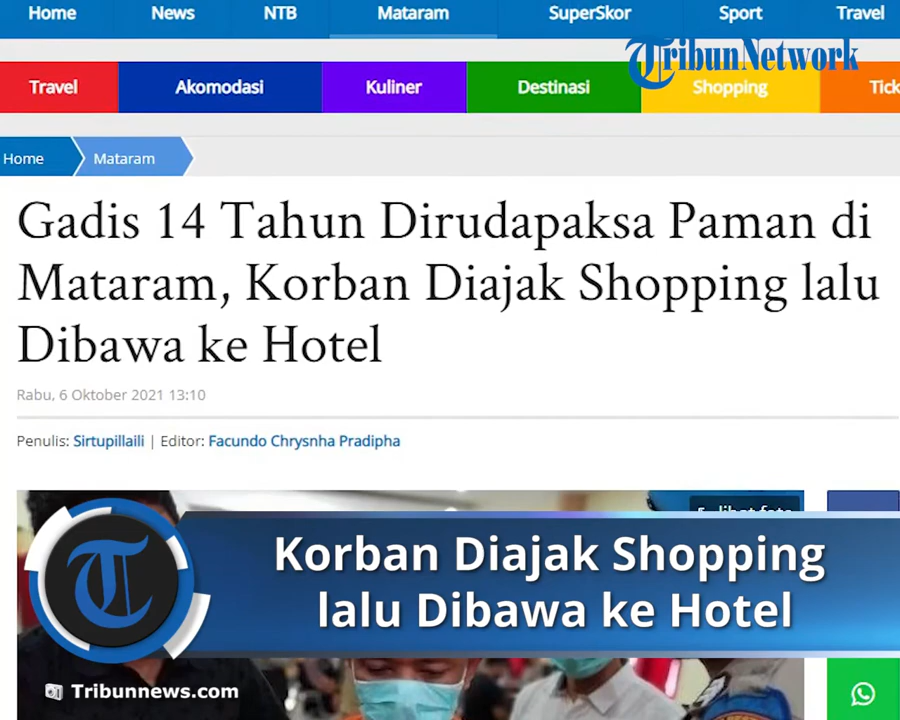 Home News NTB Mataram SuperSkor Sport Travel
TribunNetwork
Travel Akomodasi Kuliner Destinasi Shopping
Home Mataram
Gadis 14 Tahun Dirudapaksa Paman di
Mataram, Korban Diajak Shopping lalu
Dibawa ke Hotel
Rabu, 6 Oktober 2021 13:10
Penulis: Sirtupillaili | Editor: Facundo Chrysnha Pradipha
Korban Diajak Shopping
lalu Dibawa ke Hotel
Tribunnews.com